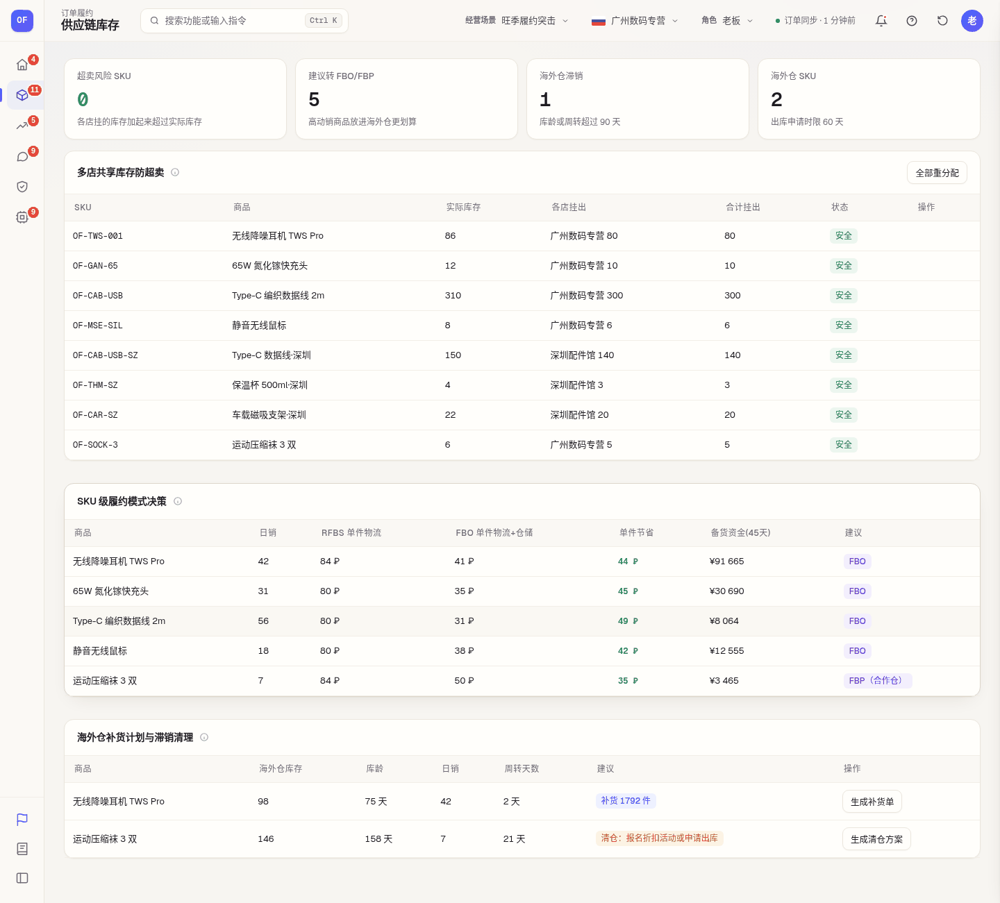 OF
订单履约
供应链库存
搜索功能或输入指令 Ctrl K
经营场景 旺季履约突击
广州数码专营
角色 老板
订单同步 · 1 分钟前
老
4
11
5
9
9
超卖风险 SKU
0
各店挂的库存加起来超过实际库存
建议转 FBO/FBP
5
高动销商品放进海外仓更划算
海外仓滞销
1
库龄或周转超过 90 天
海外仓 SKU
2
出库申请时限 60 天
多店共享库存防超卖 全部重分配
SKU 商品 实际库存 各店挂出 合计挂出 状态 操作
OF-TWS-001 无线降噪耳机 TWS Pro 86 广州数码专营 80 80 安全
OF-GAN-65 65W 氮化镓快充头 12 广州数码专营 10 10 安全
OF-CAB-USB Type-C 编织数据线 2m 310 广州数码专营 300 300 安全
OF-MSE-SIL 静音无线鼠标 8 广州数码专营 6 6 安全
OF-CAB-USB-SZ Type-C 数据线·深圳 150 深圳配件馆 140 140 安全
OF-THM-SZ 保温杯 500ml·深圳 4 深圳配件馆 3 3 安全
OF-CAR-SZ 车载磁吸支架·深圳 22 深圳配件馆 20 20 安全
OF-SOCK-3 运动压缩袜 3 双 6 广州数码专营 5 5 安全
SKU 级履约模式决策
商品 日销 RFBS 单件物流 FBO 单件物流+仓储 单件节省 备货资金(45天) 建议
无线降噪耳机 TWS Pro 42 84 ₽ 41 ₽ 44 ₽ ¥91 665 FBO
65W 氮化镓快充头 31 80 ₽ 35 ₽ 45 ₽ ¥30 690 FBO
Type-C 编织数据线 2m 56 80 ₽ 31 ₽ 49 ₽ ¥8 064 FBO
静音无线鼠标 18 80 ₽ 38 ₽ 42 ₽ ¥12 555 FBO
运动压缩袜 3 双 7 84 ₽ 50 ₽ 35 ₽ ¥3 465 FBP（合作仓）
海外仓补货计划与滞销清理
商品 海外仓库存 库龄 日销 周转天数 建议 操作
无线降噪耳机 TWS Pro 98 75 天 42 2 天 补货 1792 件 生成补货单
运动压缩袜 3 双 146 158 天 7 21 天 清仓：报名折扣活动或申请出库 生成清仓方案